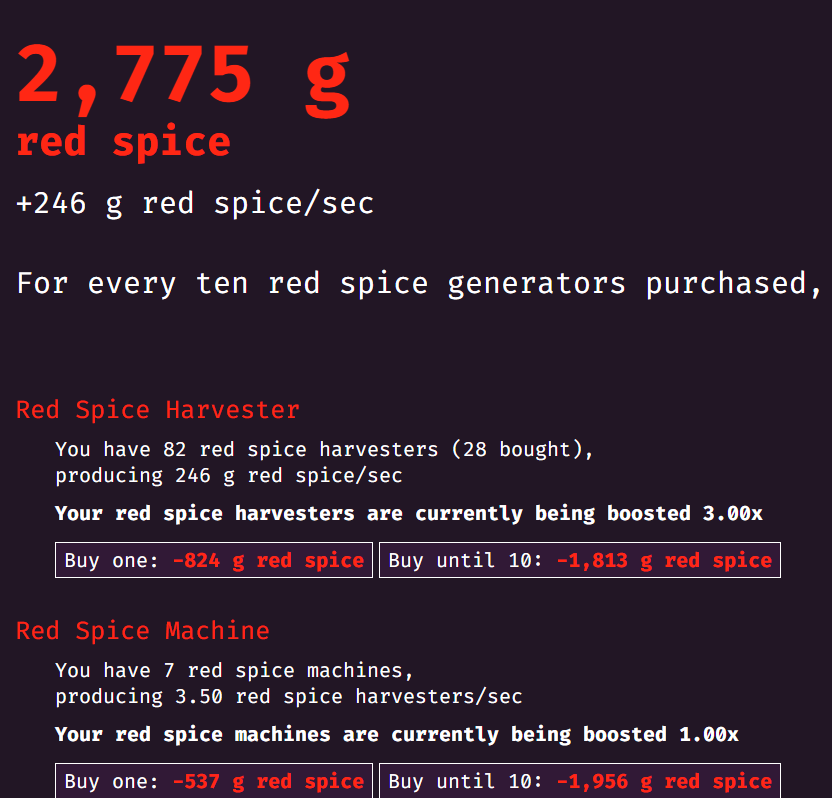 2,775 g
red spice
+246 g red spice/sec
For every ten red spice generators purchased,
Red Spice Harvester
You have 82 red spice harvesters (28 bought),
producing 246 g red spice/sec
Your red spice harvesters are currently being boosted 3.00x
Buy one: -824 g red spice Buy until 10: -1,813 g red spice
Red Spice Machine
You have 7 red spice machines,
producing 3.50 red spice harvesters/sec
Your red spice machines are currently being boosted 1.00x
Buy one: -537 g red spice Buy until 10: -1,956 g red spice